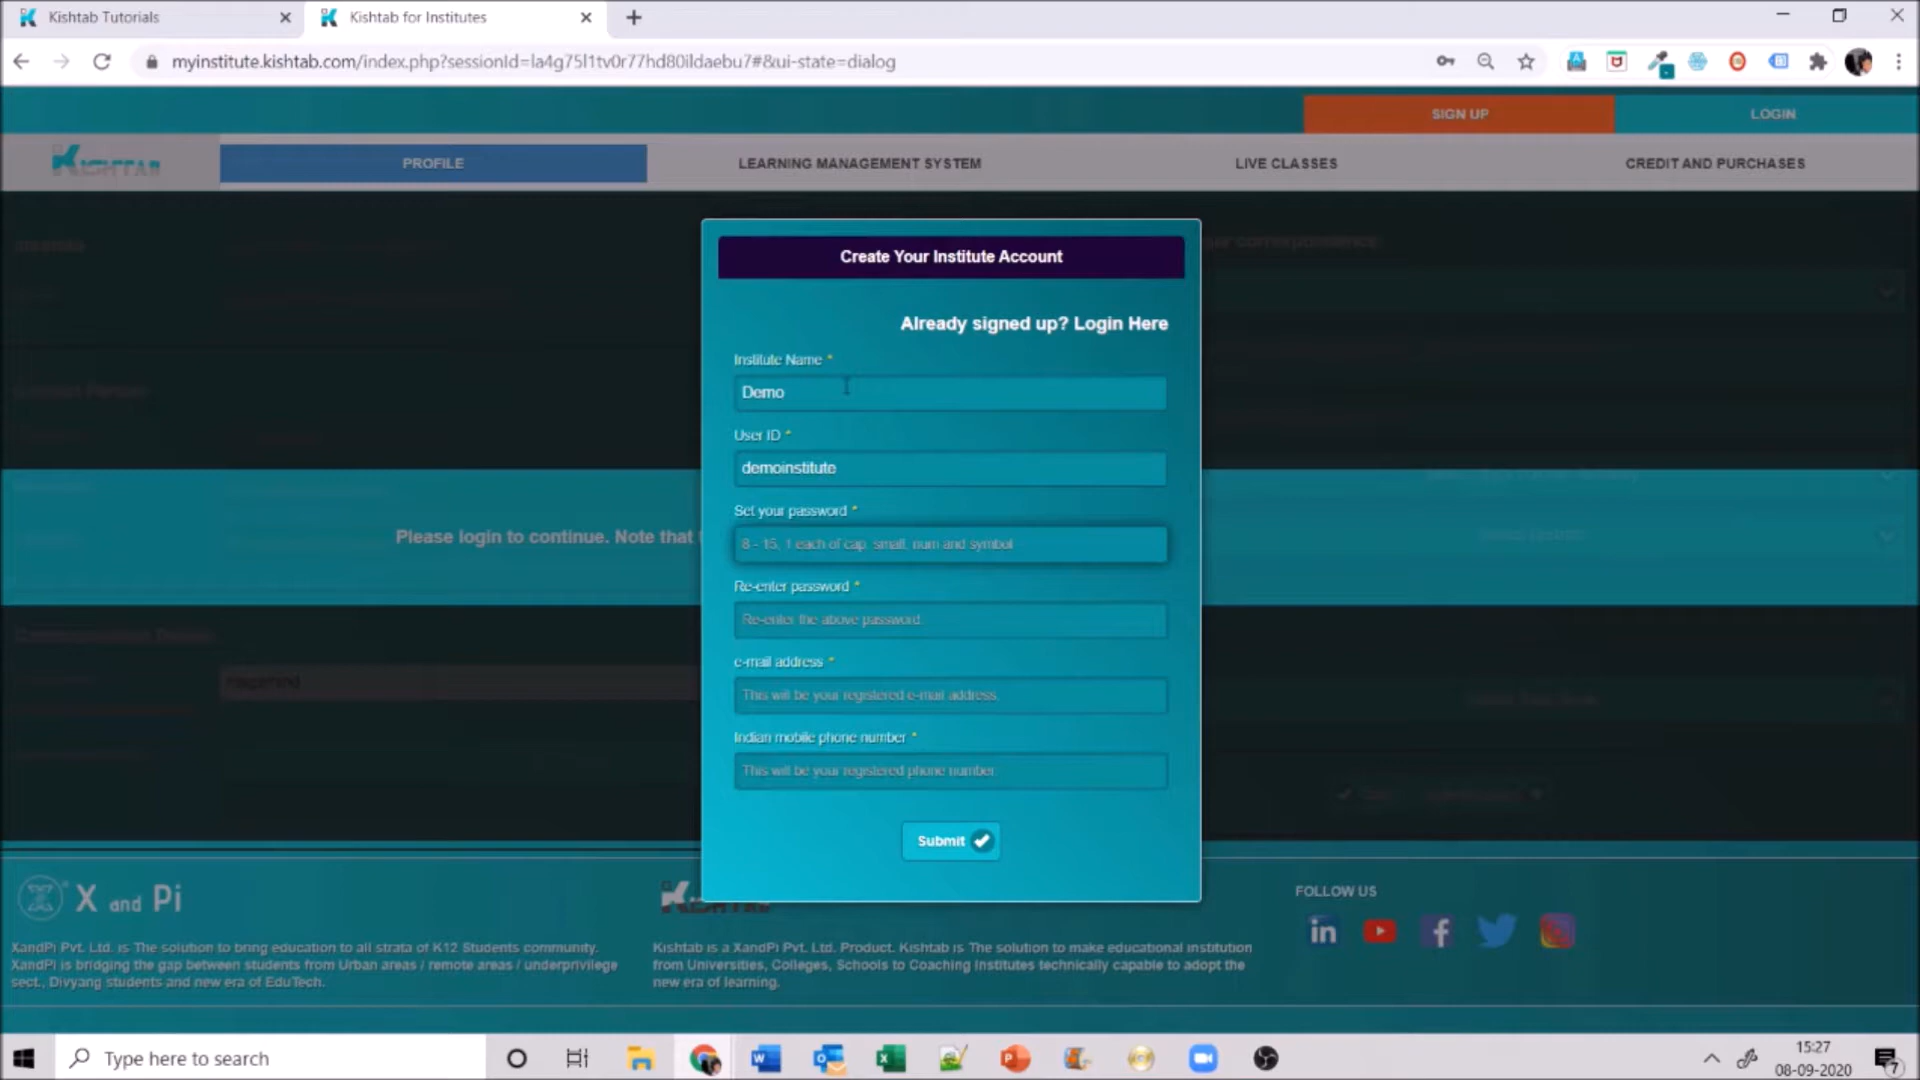 Kishtab Tutorials
Kishtab for Institutes
myinstitute.kishtab.com/index.php?sessionId=la4g75l1tv0r77hd80ildaebu7#&ui-state=dialog
SIGN UP
LOGIN
KISHTAB
PROFILE
LEARNING MANAGEMENT SYSTEM
LIVE CLASSES
CREDIT AND PURCHASES
Create Your Institute Account
Already signed up? Login Here
Institute Name *
Demo
User ID *
demoinstitute
Set your password *
8 - 15, 1 each of cap, small, num and symbol
Please login to continue. Note that
Re-enter password *
Re-enter the above password.
e-mail address *
This will be your registered e-mail address.
Indian mobile phone number *
This will be your registered phone number.
Submit
X and Pi
XandPi Pvt. Ltd. is The solution to bring education to all strata of K12 Students community.
XandPi is bridging the gap between students from Urban areas / remote areas / underprivilege
sect., Divyang students and new era of EduTech.
Kishtab is a XandPi Pvt. Ltd. Product. Kishtab is The solution to make educational institution
from Universities, Colleges, Schools to Coaching Institutes technically capable to adopt the
new era of learning.
FOLLOW US
Type here to search
15:27
08-09-2020
7